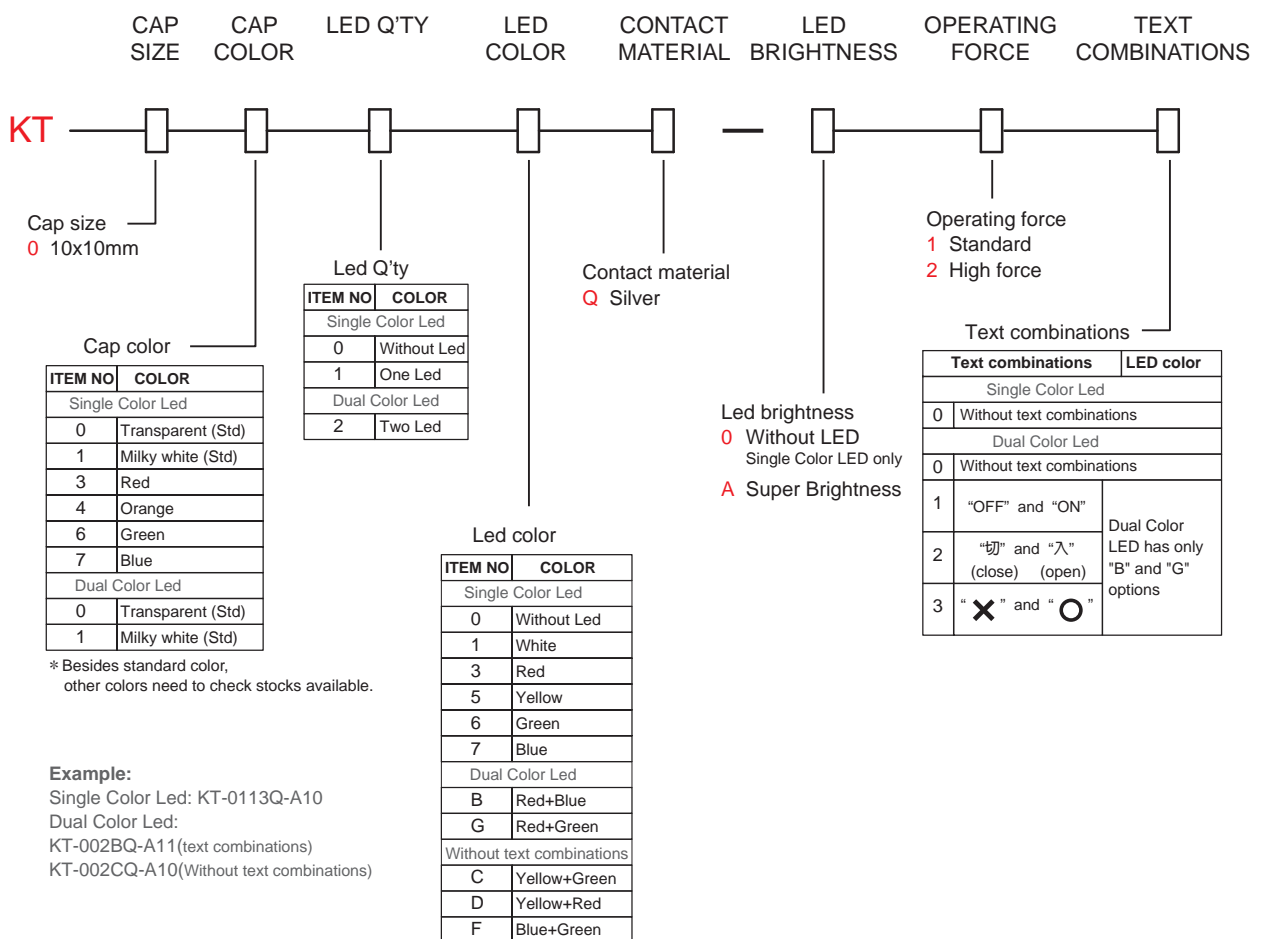 CAP SIZE
CAP COLOR
LED Q’TY
LED COLOR
CONTACT MATERIAL
LED BRIGHTNESS
OPERATING FORCE
TEXT COMBINATIONS
KT
Cap size
0 10x10mm
Cap color
ITEM NO COLOR
Single Color Led
0 Transparent (Std)
1 Milky white (Std)
3 Red
4 Orange
6 Green
7 Blue
Dual Color Led
0 Transparent (Std)
1 Milky white (Std)
* Besides standard color,
other colors need to check stocks available.
Led Q’ty
ITEM NO COLOR
Single Color Led
0 Without Led
1 One Led
Dual Color Led
2 Two Led
Led color
ITEM NO COLOR
Single Color Led
0 Without Led
1 White
3 Red
5 Yellow
6 Green
7 Blue
Dual Color Led
B Red+Blue
G Red+Green
Without text combinations
C Yellow+Green
D Yellow+Red
F Blue+Green
Contact material
Q Silver
Led brightness
0 Without LED
Single Color LED only
A Super Brightness
Operating force
1 Standard
2 High force
Text combinations
Text combinations LED color
Single Color Led
0 Without text combinations
Dual Color Led
0 Without text combinations
1 “OFF” and “ON”
2 “切” and “入”
(close) (open)
3 “ ✕ ” and “ ○ ”
Dual Color
LED has only
"B" and "G"
options
Example:
Single Color Led: KT-0113Q-A10
Dual Color Led:
KT-002BQ-A11(text combinations)
KT-002CQ-A10(Without text combinations)